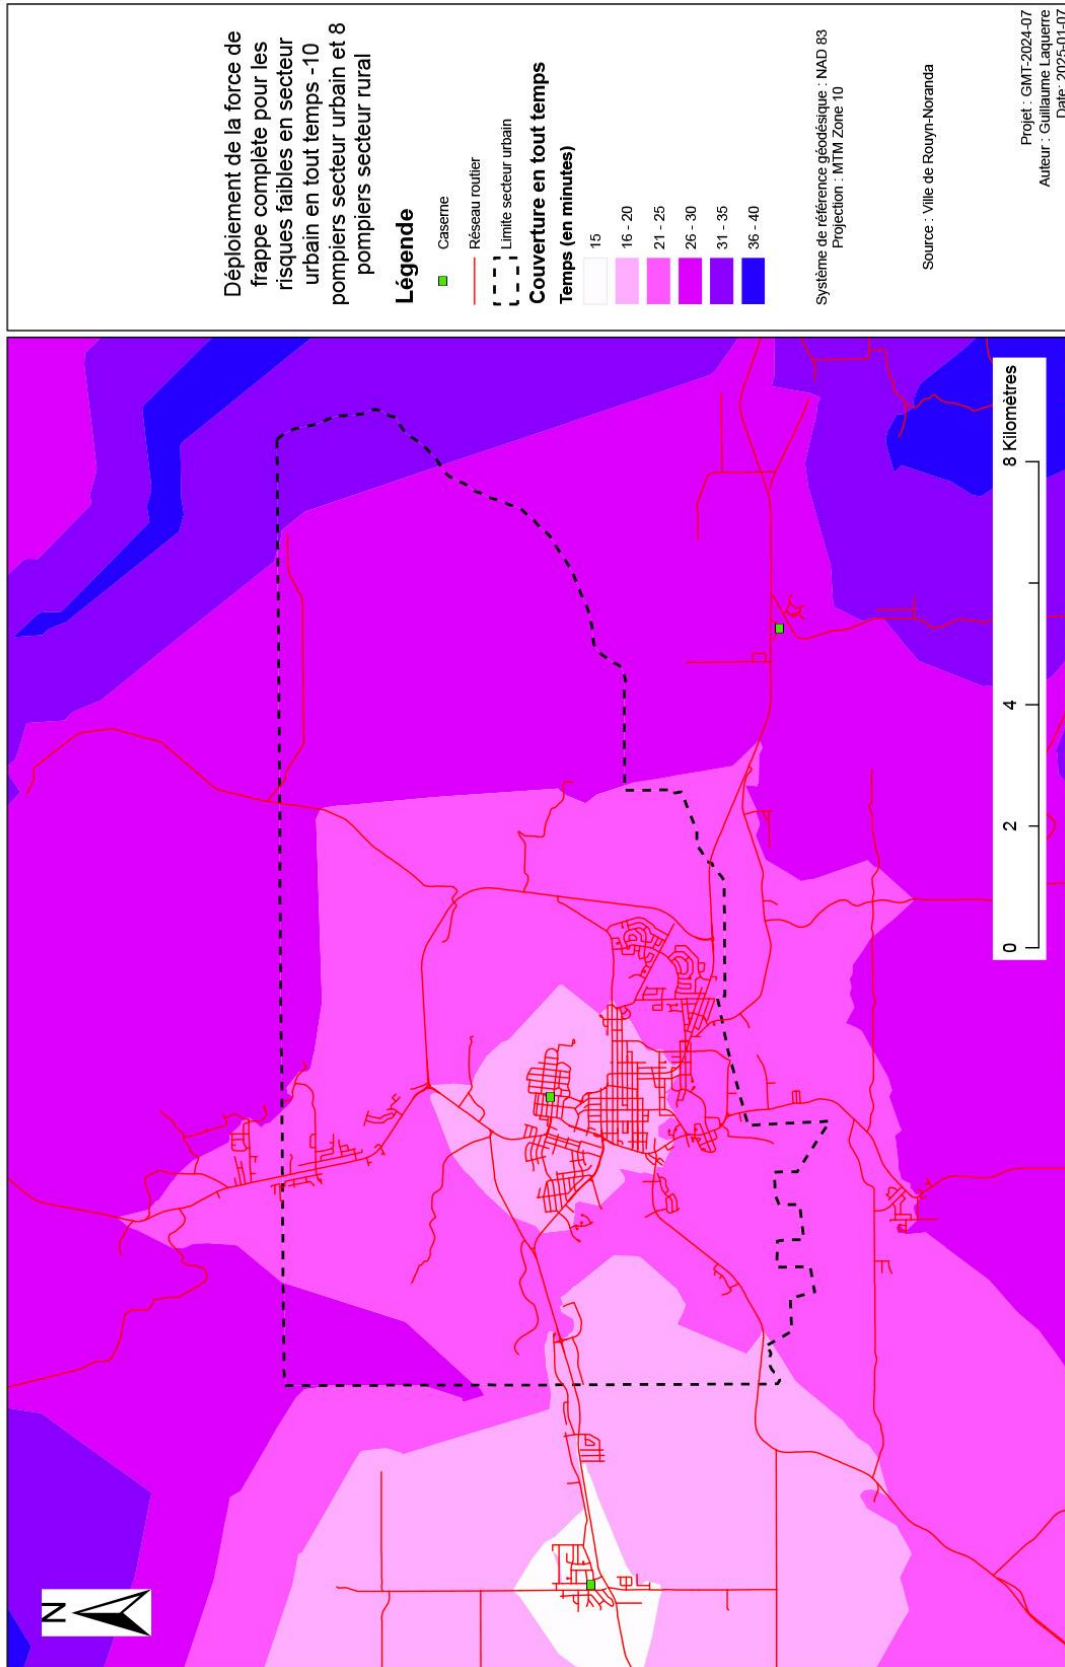 Déploiement de la force de
frappe complète pour les
risques faibles en secteur
urbain en tout temps -10
pompiers secteur urbain et 8
pompiers secteur rural
Légende
Caserne
Réseau routier
Limite secteur urbain
Couverture en tout temps
Temps (en minutes)
15
16 - 20
21 - 25
26 - 30
31 - 35
36 - 40
Système de référence géodésique : NAD 83
Projection : MTM Zone 10
Source : Ville de Rouyn-Noranda
Projet : GMT-2024-07
Auteur : Guillaume Laquerre
Date: 2025-01-07
N
0 2 4 8 Kilomètres